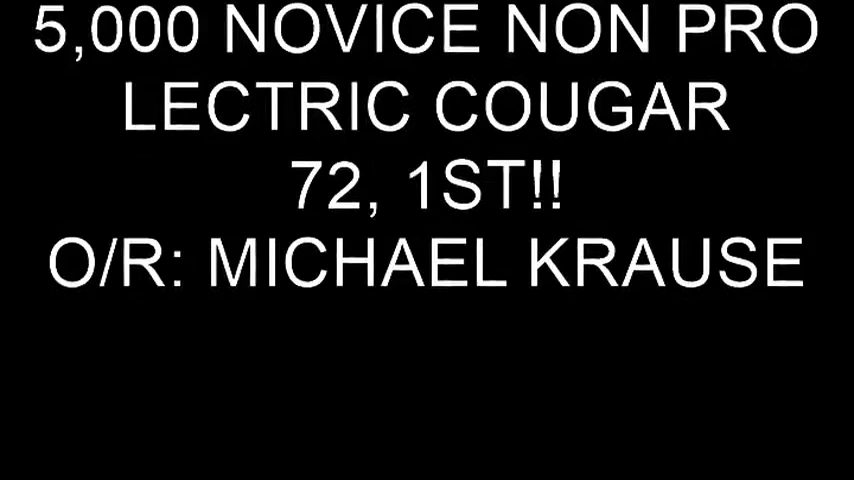 5,000 NOVICE NON PRO
LECTRIC COUGAR
72, 1ST!!
O/R: MICHAEL KRAUSE